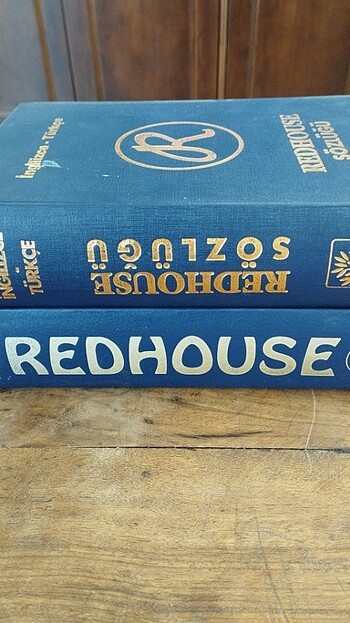 İngilizce - Türkçe
R
REDHOUSE
SÖZLÜĞÜ
İNGİLİZCE
-
TÜRKÇE
REDHOUSE
SÖZLÜĞÜ
REDHOUSE